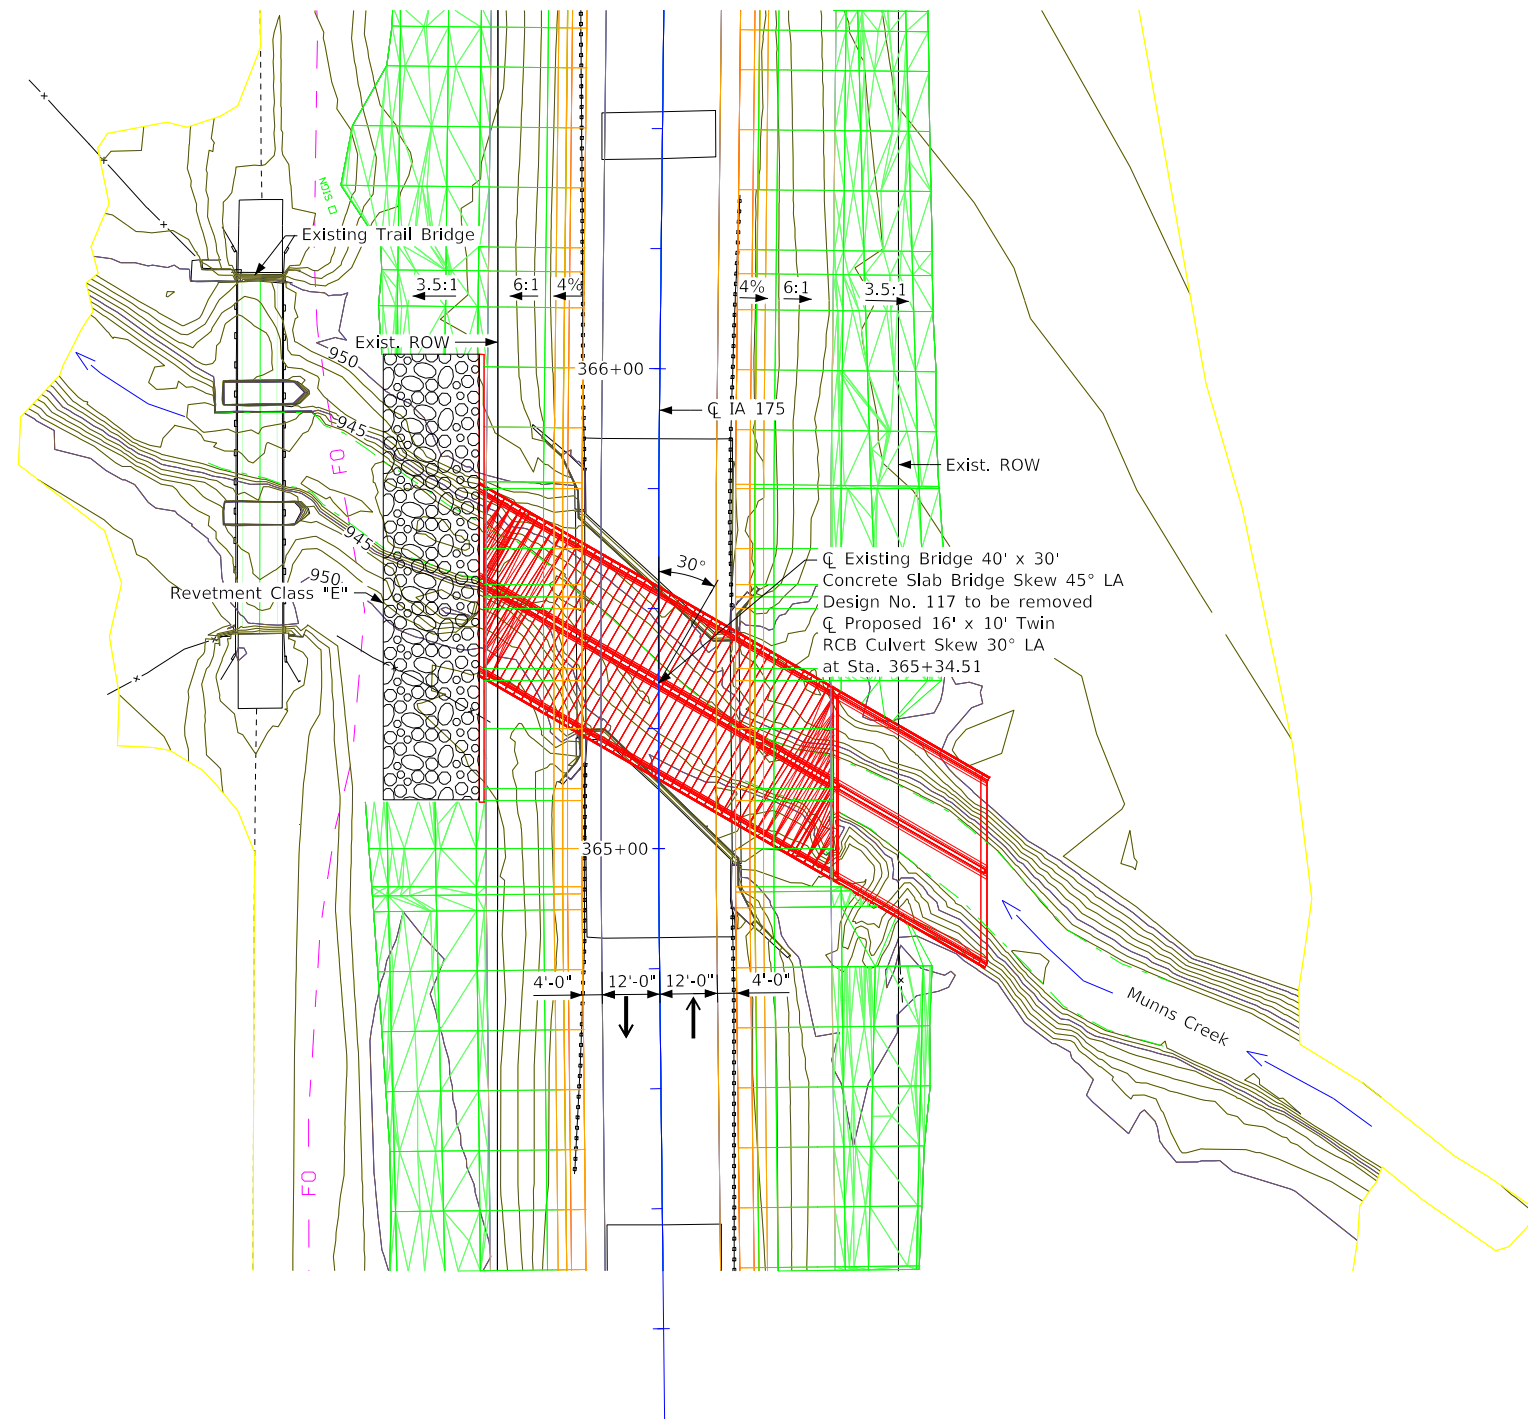 SIGN
Existing Trail Bridge
3.5:1
6:1
4%
4%
6:1
3.5:1
Exist. ROW
950
366+00
℄ IA 175
945
FO
Exist. ROW
945
30°
950
Revetment Class "E"
℄ Existing Bridge 40' x 30'
Concrete Slab Bridge Skew 45° LA
Design No. 117 to be removed
℄ Proposed 16' x 10' Twin
RCB Culvert Skew 30° LA
at Sta. 365+34.51
365+00
4'-0"
12'-0"
12'-0"
4'-0"
Munns Creek
FO